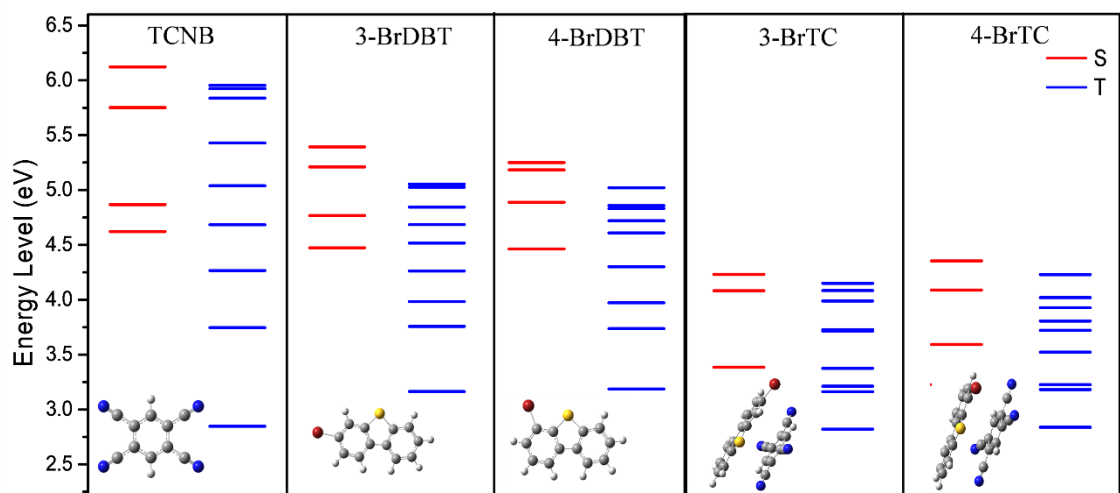 TCNB
3-BrDBT
4-BrDBT
3-BrTC
4-BrTC
S
T
Energy Level (eV)
6.5
6.0
5.5
5.0
4.5
4.0
3.5
3.0
2.5